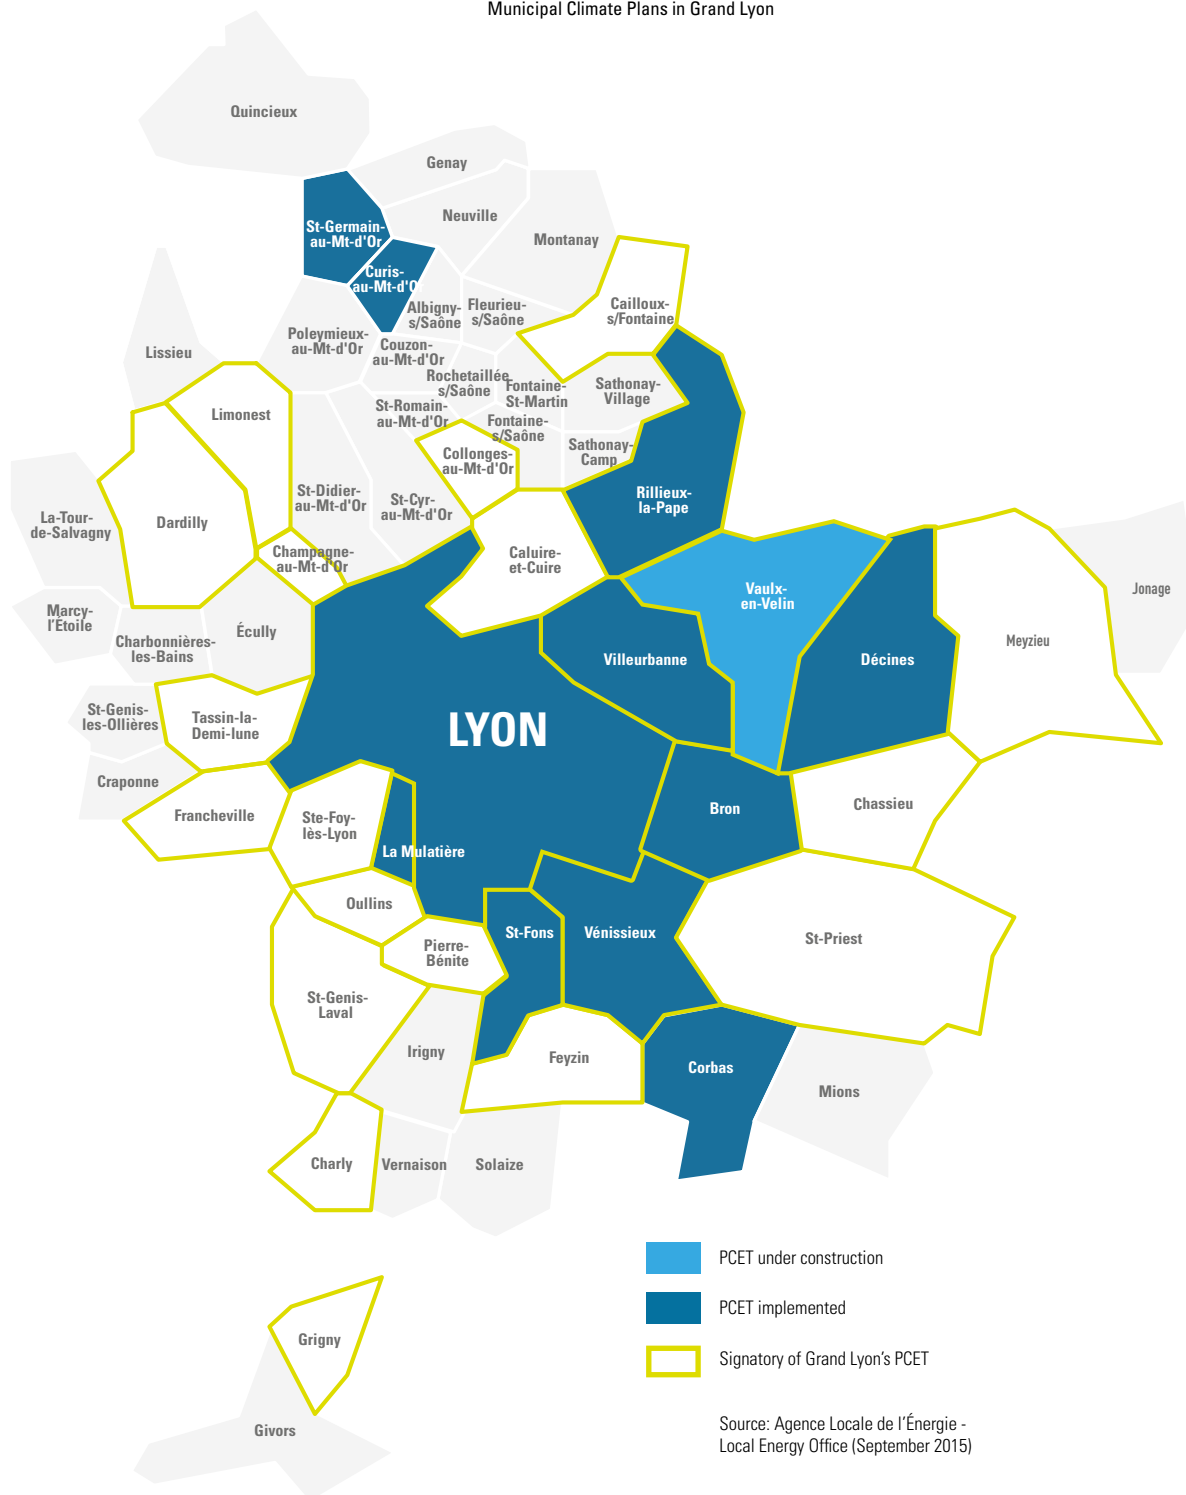 Municipal Climate Plans in Grand Lyon
Quincieux
Genay
Neuville
St-Germain-
au-Mt-d'Or
Montanay
Curis-
au-Mt-d'Or
Albigny-
s/Saône
Fleurieu-
s/Saône
Cailloux-
s/Fontaine
Poleymieux-
au-Mt-d'Or
Lissieu
Couzon-
au-Mt-d'Or
Rochetaillée
s/Saône
Fontaine-
St-Martin
Sathonay-
Village
Limonest
St-Romain-
au-Mt-d'Or
Fontaine-
s/Saône
Sathonay-
Camp
Collonges-
au-Mt-d'Or
St-Didier-
au-Mt-d'Or
St-Cyr-
au-Mt-d'Or
Rillieux-
la-Pape
La-Tour-
de-Salvagny
Dardilly
Champagne-
au-Mt-d'Or
Caluire-
et-Cuire
Vaulx-
en-Velin
Jonage
Marcy-
l'Étoile
Charbonnières-
les-Bains
Écully
Meyzieu
Villeurbanne
Décines
St-Genis-
les-Ollières
Tassin-la-
Demi-lune
LYON
Craponne
Francheville
Ste-Foy-
lès-Lyon
Bron
Chassieu
La Mulatière
Oullins
St-Fons
Vénissieux
St-Priest
Pierre-
Bénite
St-Genis-
Laval
Irigny
Feyzin
Corbas
Mions
Charly
Vernaison
Solaize
Grigny
Givors
PCET under construction
PCET implemented
Signatory of Grand Lyon's PCET
Source: Agence Locale de l'Énergie -
Local Energy Office (September 2015)